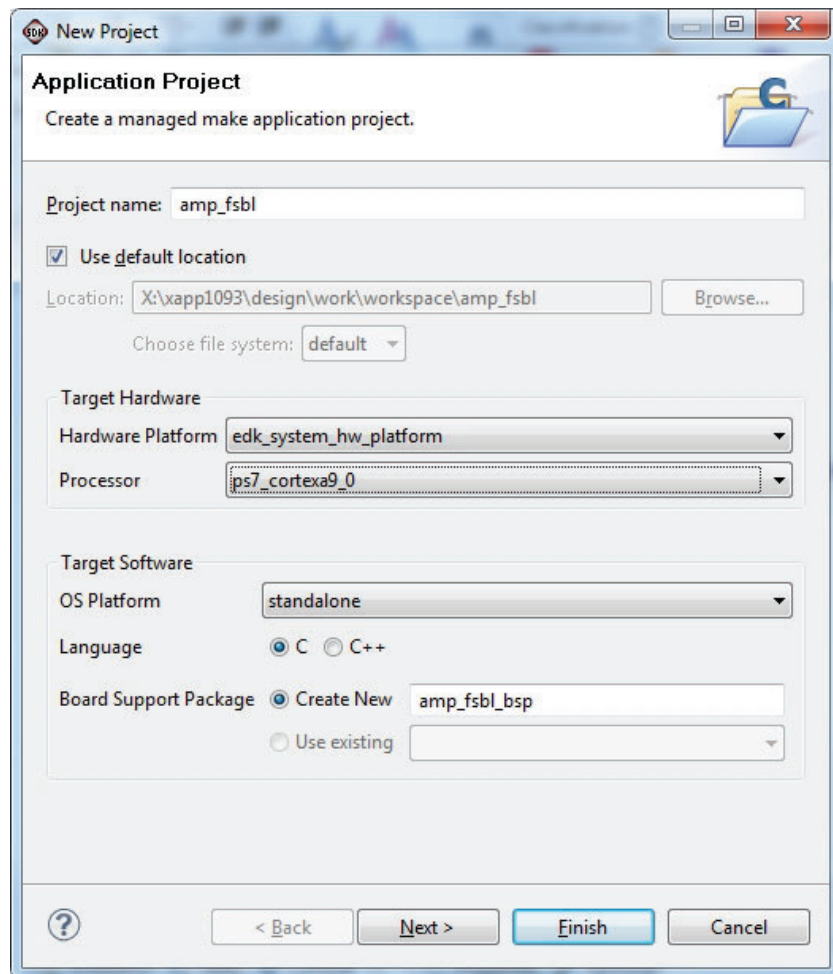 SDK New Project
Application Project
Create a managed make application project.
Project name: amp_fsbl
Use default location
Location: X:\xapp1093\design\work\workspace\amp_fsbl Browse...
Choose file system: default
Target Hardware
Hardware Platform edk_system_hw_platform
Processor ps7_cortexa9_0
Target Software
OS Platform standalone
Language C C++
Board Support Package Create New amp_fsbl_bsp
Use existing
? < Back Next > Finish Cancel